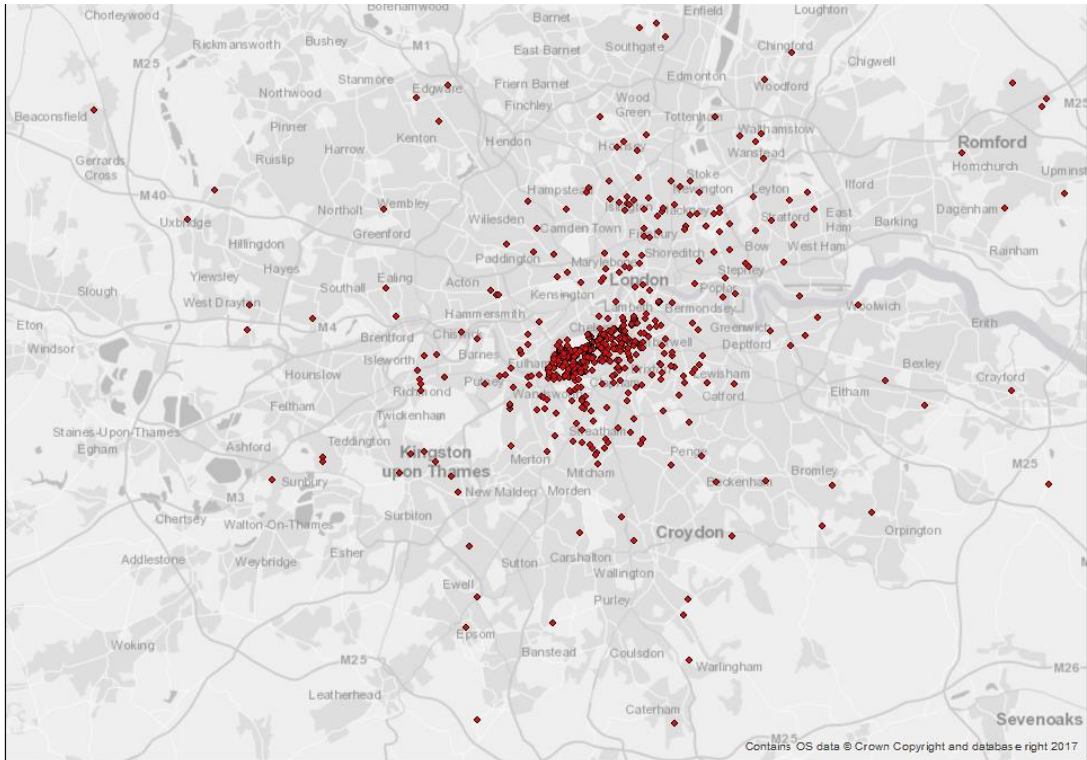 Chorleywood
Borehamwood
Barnet
Enfield
Loughton
Rickmansworth
Bushey
M1
East Barnet
Southgate
Chingford
M25
Stanmore
Edgware
Friern Barnet
Edmonton
Chigwell
Northwood
Finchley
Wood
Green
Woodford
Beaconsfield
Pinner
Kenton
Hendon
Tottenham
Walthamstow
M25
Harrow
Hornsey
Wanstead
Romford
Gerrards
Cross
Ruislip
Stoke
Newington
Hornchurch
Upminst
M40
Hampstead
Leyton
Ilford
Northolt
Wembley
Willesden
Islington
Hackney
Stratford
East
Ham
Barking
Dagenham
Uxbridge
Greenford
Camden Town
Finsbury
Hillingdon
Paddington
Shoreditch
Bow
West Ham
Rainham
Yiewsley
Hayes
Ealing
Acton
Marylebone
Stepney
Slough
Southall
London
Poplar
West Drayton
Kensington
Lambeth
Bermondsey
Woolwich
Eton
M4
Hammersmith
Erith
Brentford
Chiswick
Greenwich
Windsor
Isleworth
Barnes
Fulham
Deptford
Bexley
Hounslow
Putney
Lewisham
Crayford
Richmond
Wandsworth
Clapham
Catford
Eltham
Feltham
Twickenham
Staines-Upon-Thames
Egham
Ashford
Teddington
Streatham
Kingston
upon Thames
Merton
Penge
M25
Sunbury
Mitcham
Bromley
M3
New Malden
Morden
Beckenham
Chertsey
Surbiton
Walton-On-Thames
Croydon
Orpington
Addlestone
Weybridge
Esher
Sutton
Carshalton
Ewell
Wallington
Purley
Epsom
Woking
Banstead
Coulsdon
M25
Warlingham
M26
Leatherhead
Caterham
Sevenoaks
M25
Contains OS data © Crown Copyright and database right 2017